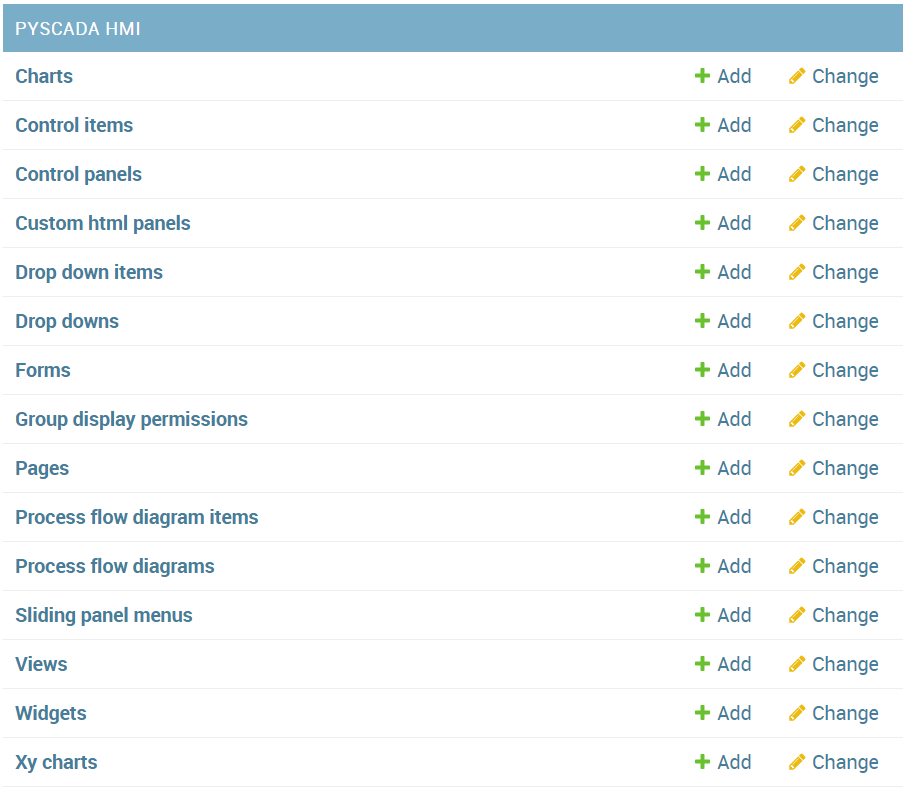 PYSCADA HMI
Charts Add Change
Control items Add Change
Control panels Add Change
Custom html panels Add Change
Drop down items Add Change
Drop downs Add Change
Forms Add Change
Group display permissions Add Change
Pages Add Change
Process flow diagram items Add Change
Process flow diagrams Add Change
Sliding panel menus Add Change
Views Add Change
Widgets Add Change
Xy charts Add Change